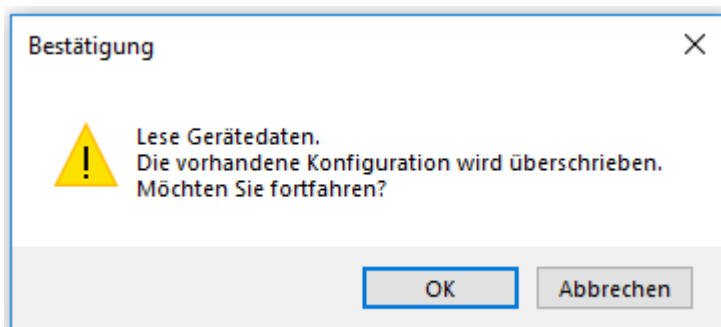 Bestätigung
Lese Gerätedaten.
Die vorhandene Konfiguration wird überschrieben.
Möchten Sie fortfahren?
OK
Abbrechen